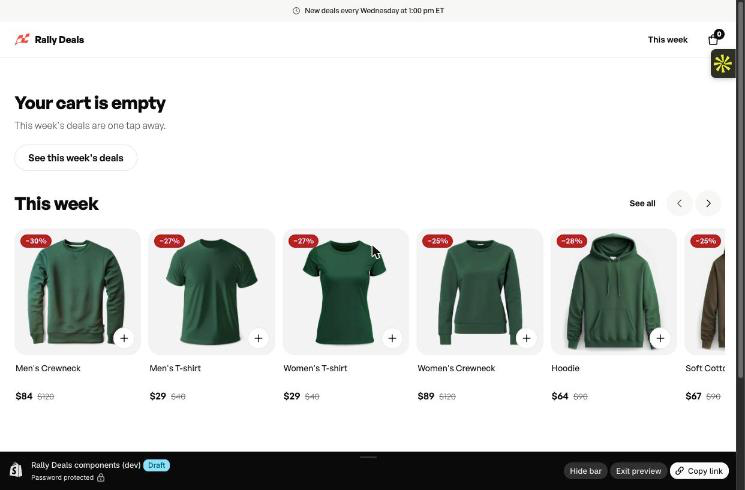 New deals every Wednesday at 1:00 pm ET
Rally Deals
This week
0
Your cart is empty
This week's deals are one tap away.
See this week's deals
This week
See all
−30%
−27%
−27%
−25%
−28%
−25%
Men's Crewneck
Men's T-shirt
Women's T-shirt
Women's Crewneck
Hoodie
Soft Cotto
$84 $120
$29 $40
$29 $40
$89 $120
$64 $90
$67 $90
Rally Deals components (dev) Draft
Password protected
Hide bar
Exit preview
Copy link